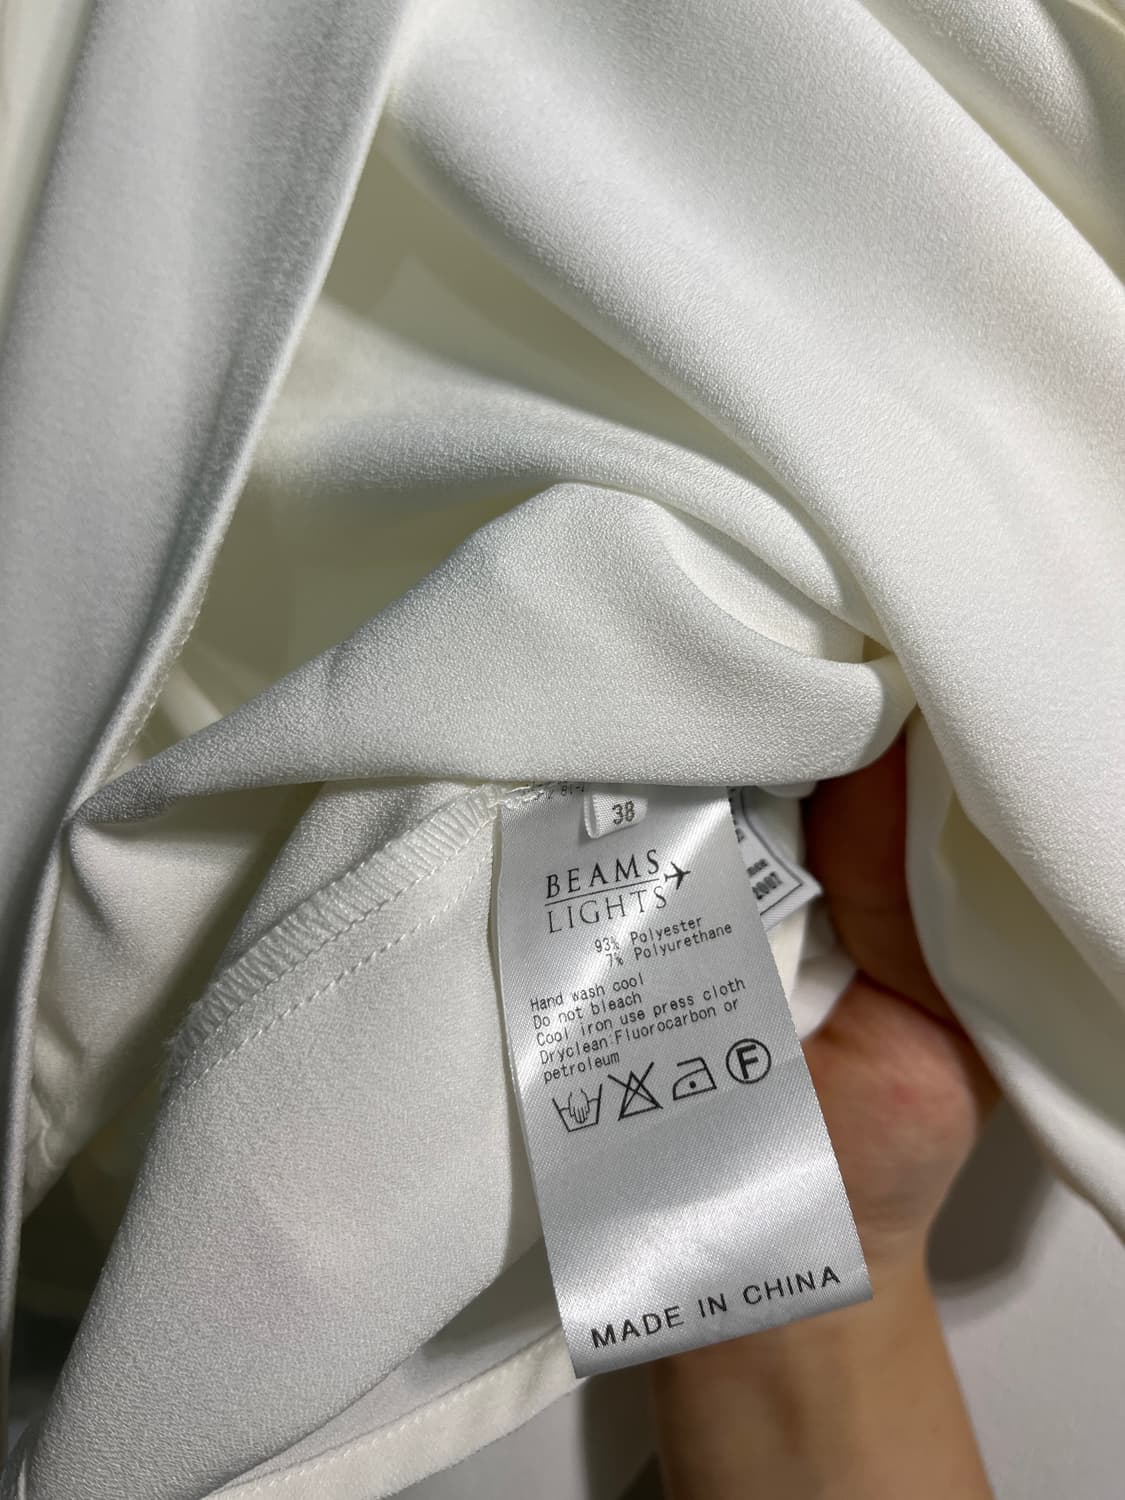 38
BEAMS
LIGHTS
93% Polyester
7% Polyurethane
Hand wash cool
Do not bleach
Cool iron use press cloth
Dryclean:Fluorocarbon or
petroleum
F
MADE IN CHINA